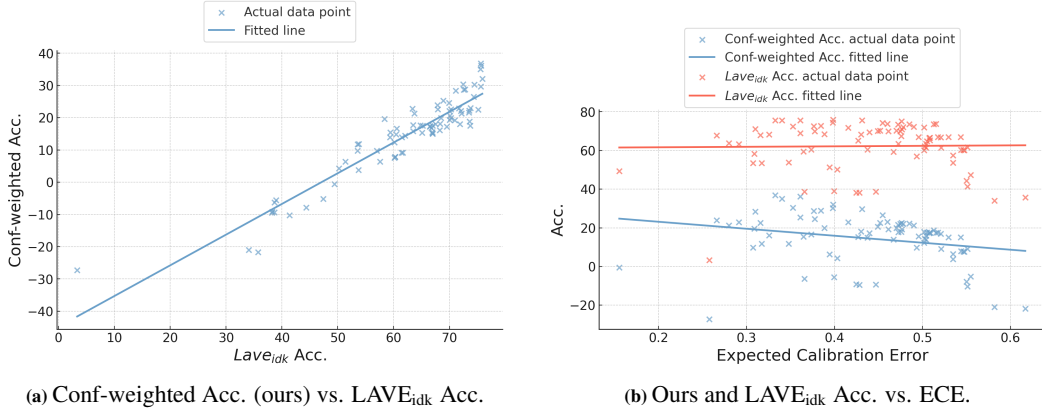 Actual data point
Fitted line
40
30
20
10
0
−10
−20
−30
−40
Conf-weighted Acc.
0
10
20
30
40
50
60
70
Lave_idk Acc.
(a) Conf-weighted Acc. (ours) vs. LAVE_idk Acc.
Conf-weighted Acc. actual data point
Conf-weighted Acc. fitted line
Lave_idk Acc. actual data point
Lave_idk Acc. fitted line
80
60
40
20
0
−20
Acc.
0.2
0.3
0.4
0.5
0.6
Expected Calibration Error
(b) Ours and LAVE_idk Acc. vs. ECE.